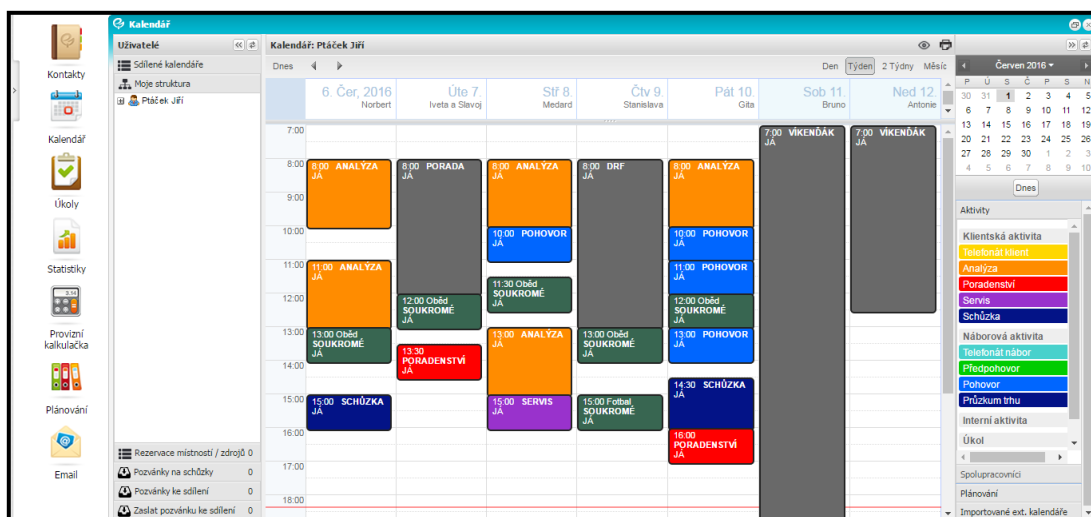 Kalendář
Kontakty
Kalendář
Úkoly
Statistiky
Provizní
kalkulačka
Plánování
Email
Uživatelé
Sdílené kalendáře
Moje struktura
Ptáček Jiří
Rezervace místností / zdrojů 0
Pozvánky na schůzky 0
Pozvánky ke sdílení 0
Zaslat pozvánku ke sdílení 0
Kalendář: Ptáček Jiří
Dnes
Den Týden 2 Týdny Měsíc
6. Čer, 2016
Norbert
Úte 7.
Iveta a Slavoj
Stř 8.
Medard
Čtv 9.
Stanislava
Pát 10.
Gita
Sob 11.
Bruno
Ned 12.
Antonie
7:00
8:00
9:00
10:00
11:00
12:00
13:00
14:00
15:00
16:00
17:00
18:00
8:00 ANALÝZA
JÁ
11:00 ANALÝZA
JÁ
13:00 Oběd
SOUKROMÉ
JÁ
15:00 SCHŮZKA
JÁ
8:00 PORADA
JÁ
12:00 Oběd
SOUKROMÉ
JÁ
13:30
PORADENSTVÍ
JÁ
8:00 ANALÝZA
JÁ
10:00 POHOVOR
JÁ
11:30 Oběd
SOUKROMÉ
JÁ
13:00 ANALÝZA
JÁ
15:00 SERVIS
JÁ
8:00 DRF
JÁ
13:00 Oběd
SOUKROMÉ
JÁ
15:00 Fotbal
SOUKROMÉ
JÁ
8:00 ANALÝZA
JÁ
10:00 POHOVOR
JÁ
11:00 POHOVOR
JÁ
12:00 Oběd
SOUKROMÉ
JÁ
13:00 POHOVOR
JÁ
14:30 SCHŮZKA
JÁ
16:00
PORADENSTVÍ
JÁ
7:00 VÍKENĎÁK
JÁ
7:00 VÍKENĎÁK
JÁ
Červen 2016
P Ú S Č P S N
30 31 1 2 3 4 5
6 7 8 9 10 11 12
13 14 15 16 17 18 19
20 21 22 23 24 25 26
27 28 29 30 1 2 3
4 5 6 7 8 9 10
Dnes
Aktivity
Klientská aktivita
Telefonát klient
Analýza
Poradenství
Servis
Schůzka
Náborová aktivita
Telefonát nábor
Předpohovor
Pohovor
Průzkum trhu
Interní aktivita
Úkol
Spolupracovníci
Plánování
Importované ext. kalendáře